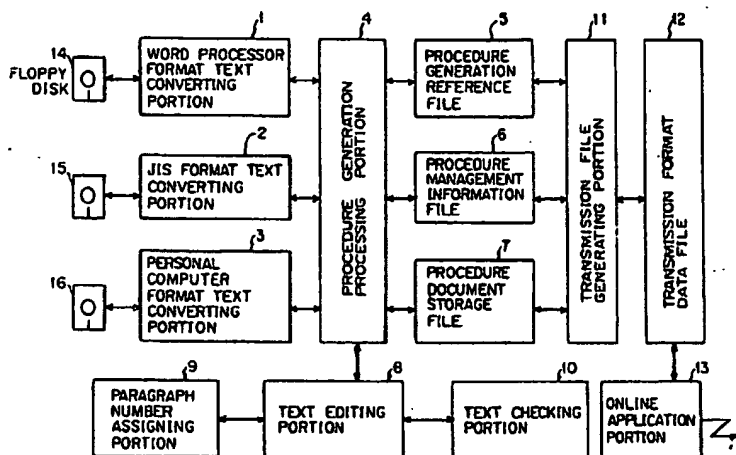 1
4
5
11
12
14
FLOPPY
DISK
WORD PROCESSOR
FORMAT TEXT
CONVERTING
PORTION
PROCEDURE GENERATION
PROCESSING PORTION
PROCEDURE
GENERATION
REFERENCE
FILE
TRANSMISSION FILE
GENERATING PORTION
TRANSMISSION FORMAT
DATA FILE
15
2
JIS FORMAT TEXT
CONVERTING
PORTION
6
PROCEDURE
MANAGEMENT
INFORMATION
FILE
16
3
PERSONAL
COMPUTER
FORMAT TEXT
CONVERTING
PORTION
7
PROCEDURE
DOCUMENT
STORAGE
FILE
9
PARAGRAPH
NUMBER
ASSIGNING
PORTION
8
TEXT EDITING
PORTION
10
TEXT CHECKING
PORTION
13
ONLINE
APPLICATION
PORTION